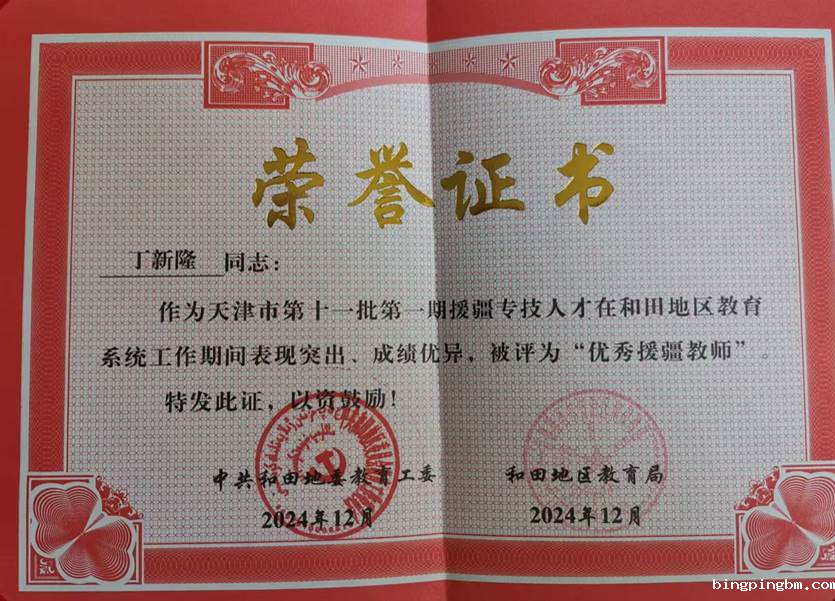 荣誉证书
丁新隆 同志：
作为天津市第十一批第一期援疆专技人才在和田地区教育
系统工作期间表现突出、成绩优异，被评为“优秀援疆教师”。
特发此证，以资鼓励！
中共和田地委教育工委 和田地区教育局
2024年12月 2024年12月
bingpingbm.com